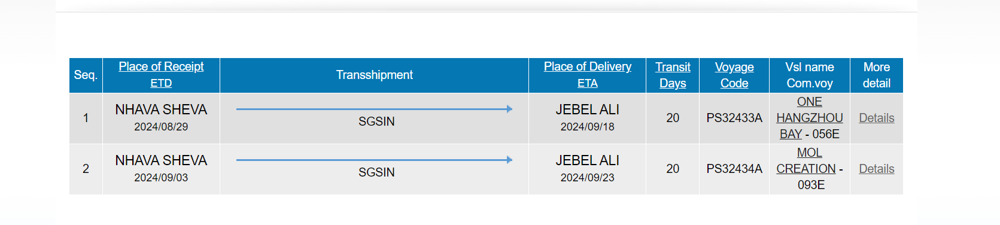 Seq. Place of Receipt ETD Transshipment Place of Delivery ETA Transit Days Voyage Code Vsl name Com.voy More detail
1 NHAVA SHEVA 2024/08/29 SGSIN JEBEL ALI 2024/09/18 20 PS32433A ONE HANGZHOU BAY - 056E Details
2 NHAVA SHEVA 2024/09/03 SGSIN JEBEL ALI 2024/09/23 20 PS32434A MOL CREATION - 093E Details